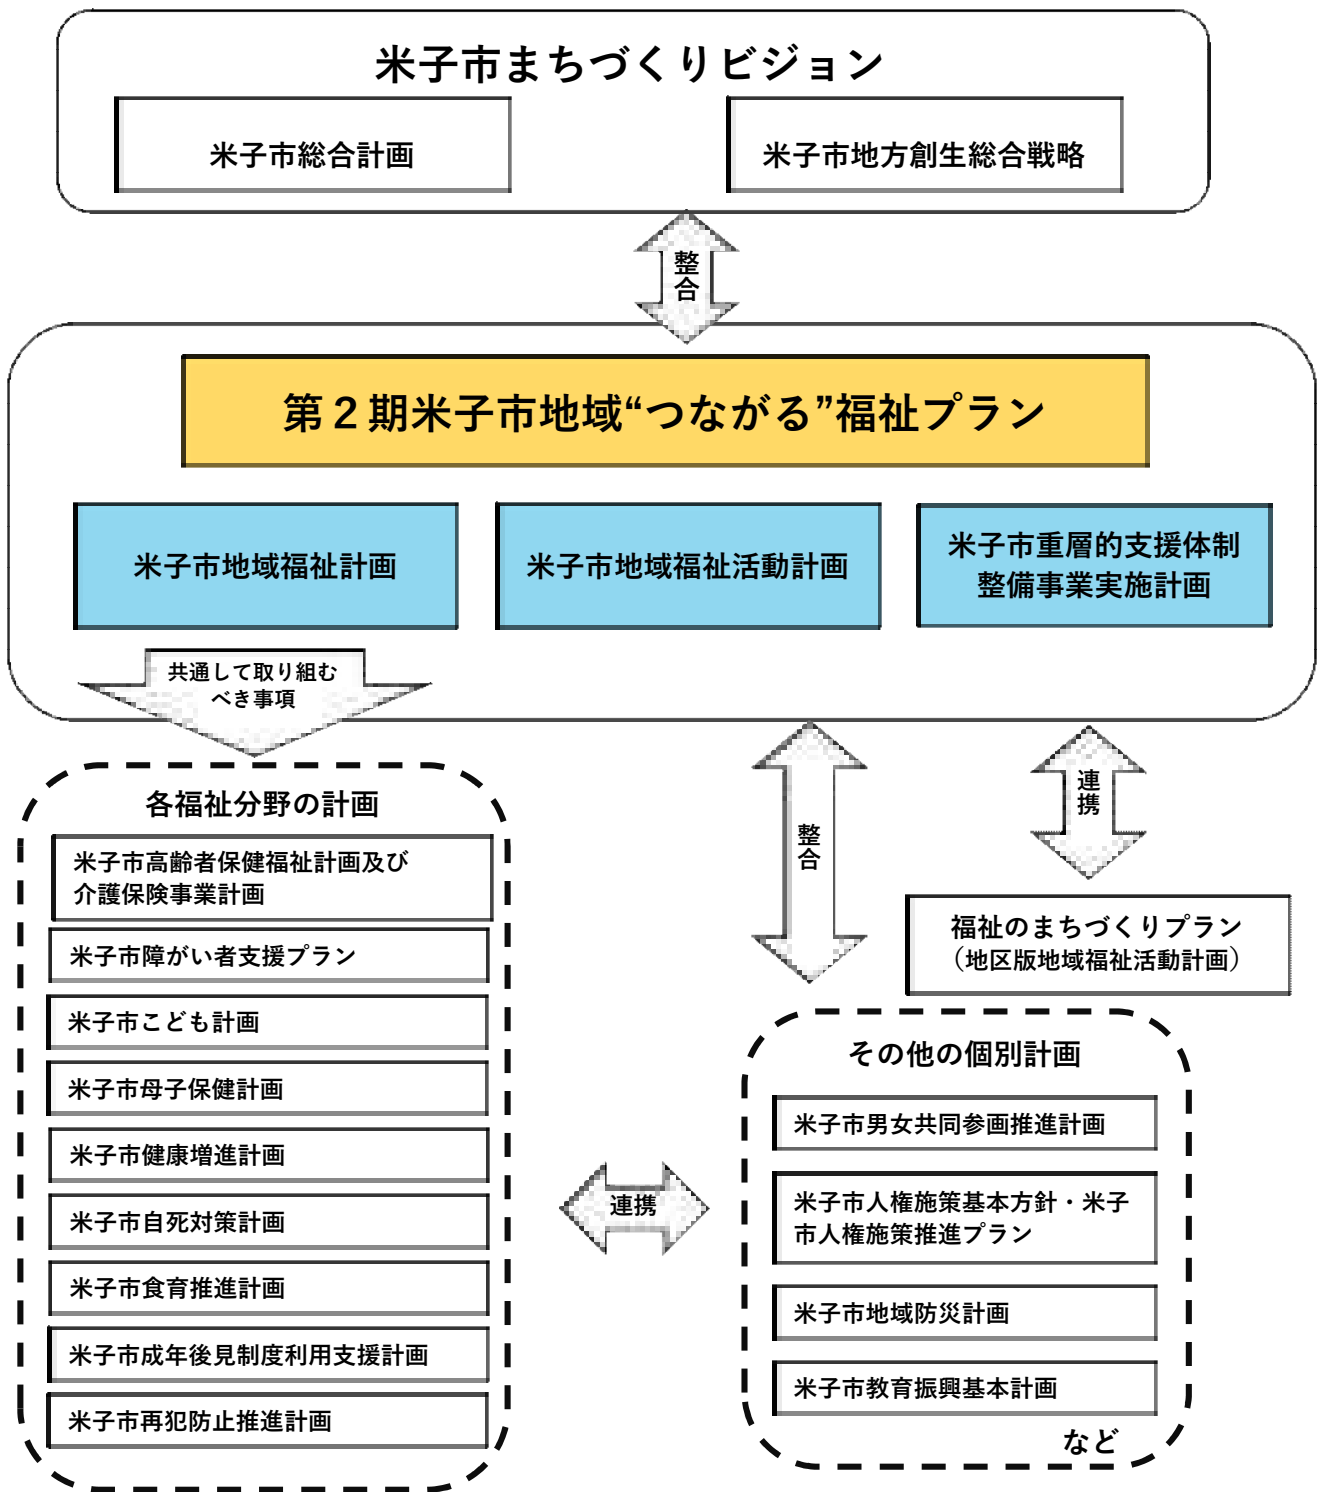 米子市まちづくりビジョン
米子市総合計画
米子市地方創生総合戦略
整合
第２期米子市地域“つながる”福祉プラン
米子市地域福祉計画
米子市地域福祉活動計画
米子市重層的支援体制
整備事業実施計画
共通して取り組む
べき事項
各福祉分野の計画
米子市高齢者保健福祉計画及び
介護保険事業計画
米子市障がい者支援プラン
米子市こども計画
米子市母子保健計画
米子市健康増進計画
米子市自死対策計画
米子市食育推進計画
米子市成年後見制度利用支援計画
米子市再犯防止推進計画
連携
整合
連携
福祉のまちづくりプラン
（地区版地域福祉活動計画）
その他の個別計画
米子市男女共同参画推進計画
米子市人権施策基本方針・米子
市人権施策推進プラン
米子市地域防災計画
米子市教育振興基本計画
など